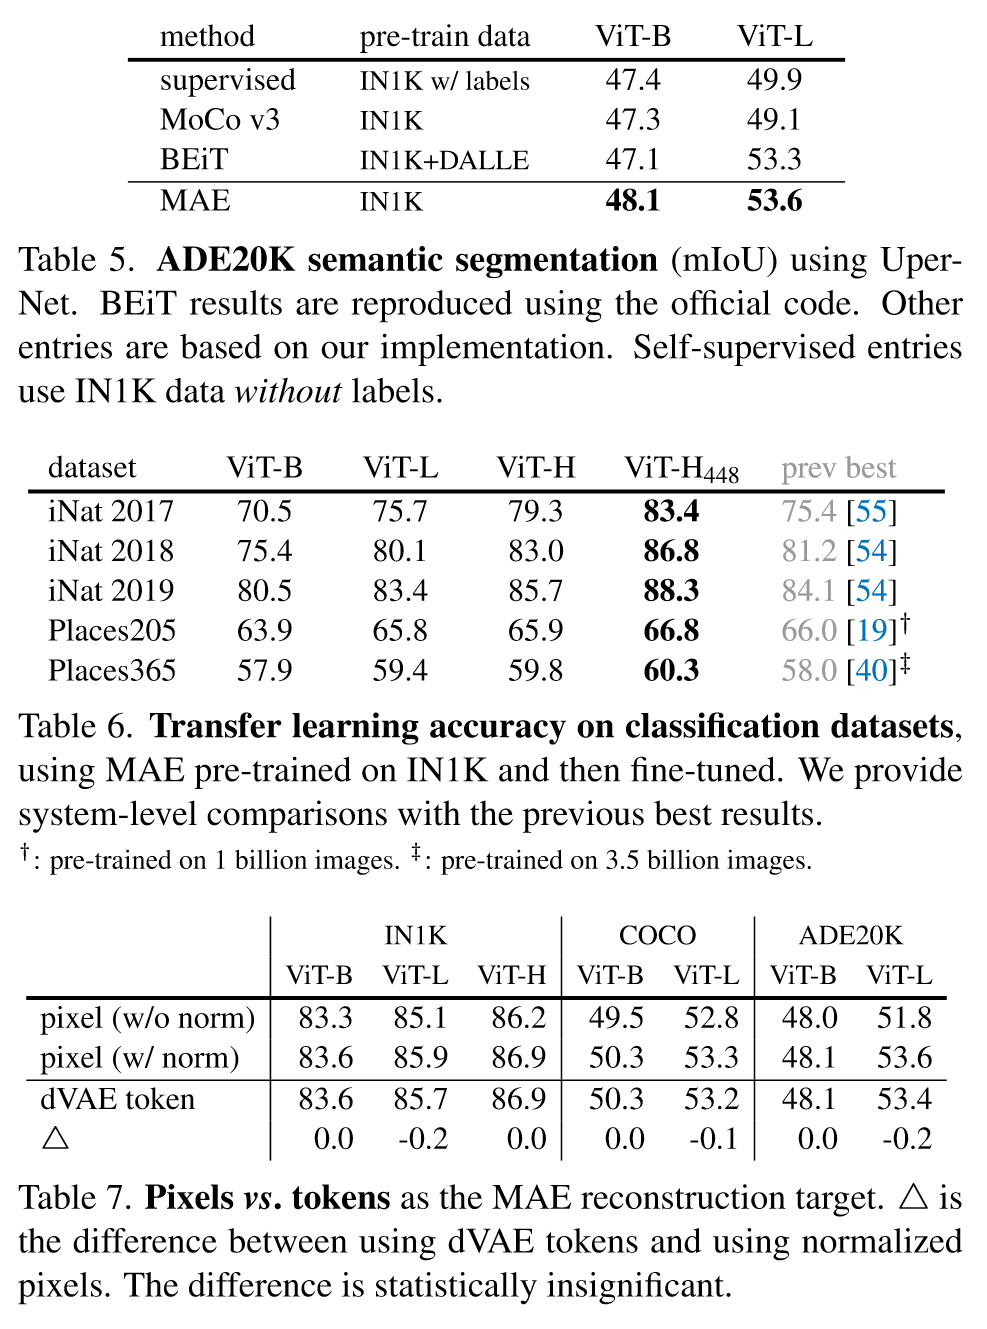 method pre-train data ViT-B ViT-L
supervised IN1K w/ labels 47.4 49.9
MoCo v3 IN1K 47.3 49.1
BEiT IN1K+DALLE 47.1 53.3
MAE IN1K 48.1 53.6
Table 5. ADE20K semantic segmentation (mIoU) using Uper-
Net. BEiT results are reproduced using the official code. Other
entries are based on our implementation. Self-supervised entries
use IN1K data without labels.
dataset ViT-B ViT-L ViT-H ViT-H448 prev best
iNat 2017 70.5 75.7 79.3 83.4 75.4 [55]
iNat 2018 75.4 80.1 83.0 86.8 81.2 [54]
iNat 2019 80.5 83.4 85.7 88.3 84.1 [54]
Places205 63.9 65.8 65.9 66.8 66.0 [19]†
Places365 57.9 59.4 59.8 60.3 58.0 [40]‡
Table 6. Transfer learning accuracy on classification datasets,
using MAE pre-trained on IN1K and then fine-tuned. We provide
system-level comparisons with the previous best results.
†: pre-trained on 1 billion images. ‡: pre-trained on 3.5 billion images.
IN1K COCO ADE20K
ViT-B ViT-L ViT-H ViT-B ViT-L ViT-B ViT-L
pixel (w/o norm) 83.3 85.1 86.2 49.5 52.8 48.0 51.8
pixel (w/ norm) 83.6 85.9 86.9 50.3 53.3 48.1 53.6
dVAE token 83.6 85.7 86.9 50.3 53.2 48.1 53.4
△ 0.0 -0.2 0.0 0.0 -0.1 0.0 -0.2
Table 7. Pixels vs. tokens as the MAE reconstruction target. △ is
the difference between using dVAE tokens and using normalized
pixels. The difference is statistically insignificant.